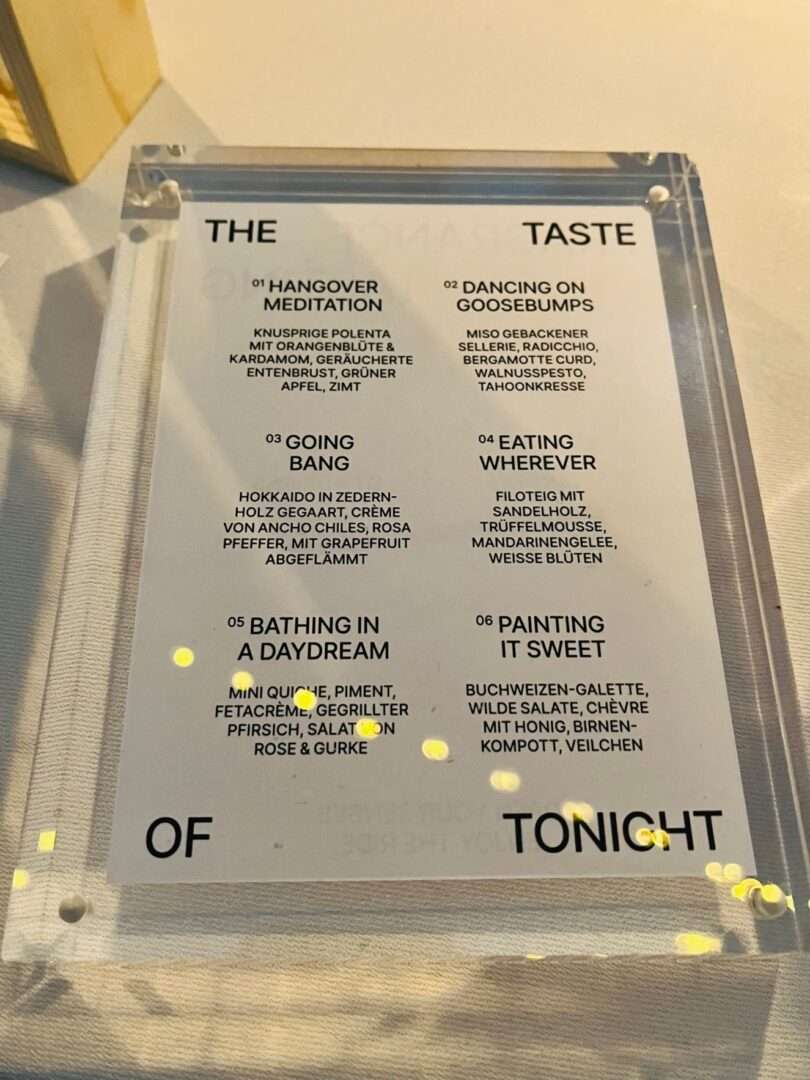 THE TASTE
01 HANGOVER
MEDITATION
KNUSPRIGE POLENTA
MIT ORANGENBLÜTE &
KARDAMOM, GERÄUCHERTE
ENTENBRUST, GRÜNER
APFEL, ZIMT
02 DANCING ON
GOOSEBUMPS
MISO GEBACKENER
SELLERIE, RADICCHIO,
BERGAMOTTE CURD,
WALNUSSPESTO,
TAHOONKRESSE
03 GOING
BANG
HOKKAIDO IN ZEDERN-
HOLZ GEGAART, CRÈME
VON ANCHO CHILES, ROSA
PFEFFER, MIT GRAPEFRUIT
ABGEFLÄMMT
04 EATING
WHEREVER
FILOTEIG MIT
SANDELHOLZ,
TRÜFFELMOUSSE,
MANDARINENGELEE,
WEISSE BLÜTEN
05 BATHING IN
A DAYDREAM
MINI QUICHE, PIMENT,
FETACRÈME, GEGRILLTER
PFIRSICH, SALAT VON
ROSE & GURKE
06 PAINTING
IT SWEET
BUCHWEIZEN-GALETTE,
WILDE SALATE, CHÈVRE
MIT HONIG, BIRNEN-
KOMPOTT, VEILCHEN
OF TONIGHT